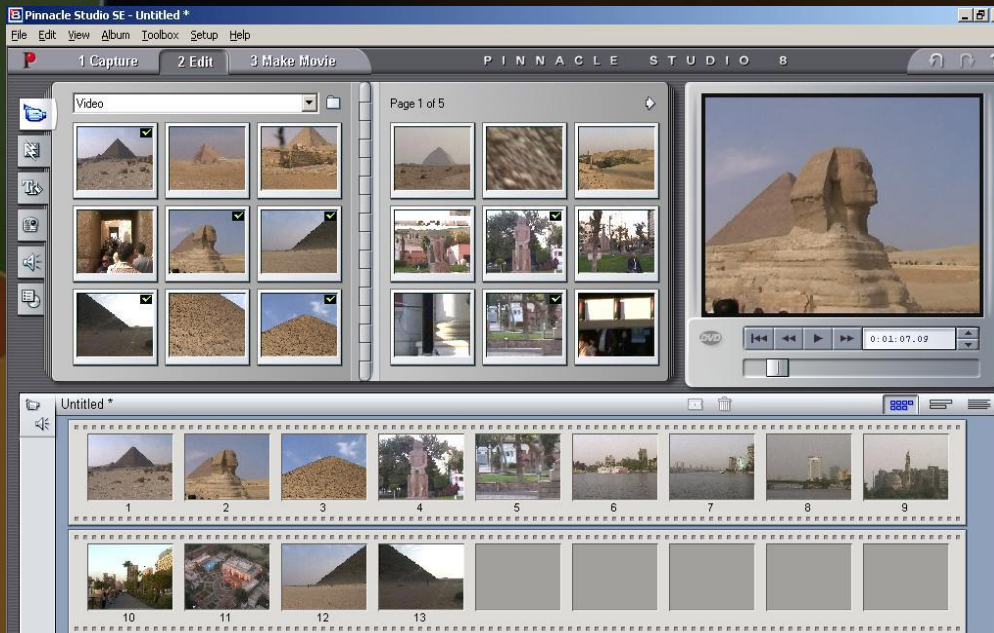 Pinnacle Studio SE - Untitled *
File Edit View Album Toolbox Setup Help
1 Capture 2 Edit 3 Make Movie PINNACLE STUDIO 8
Video
Page 1 of 5
DVD
0:01:07.09
Untitled *
1 2 3 4 5 6 7 8 9
10 11 12 13